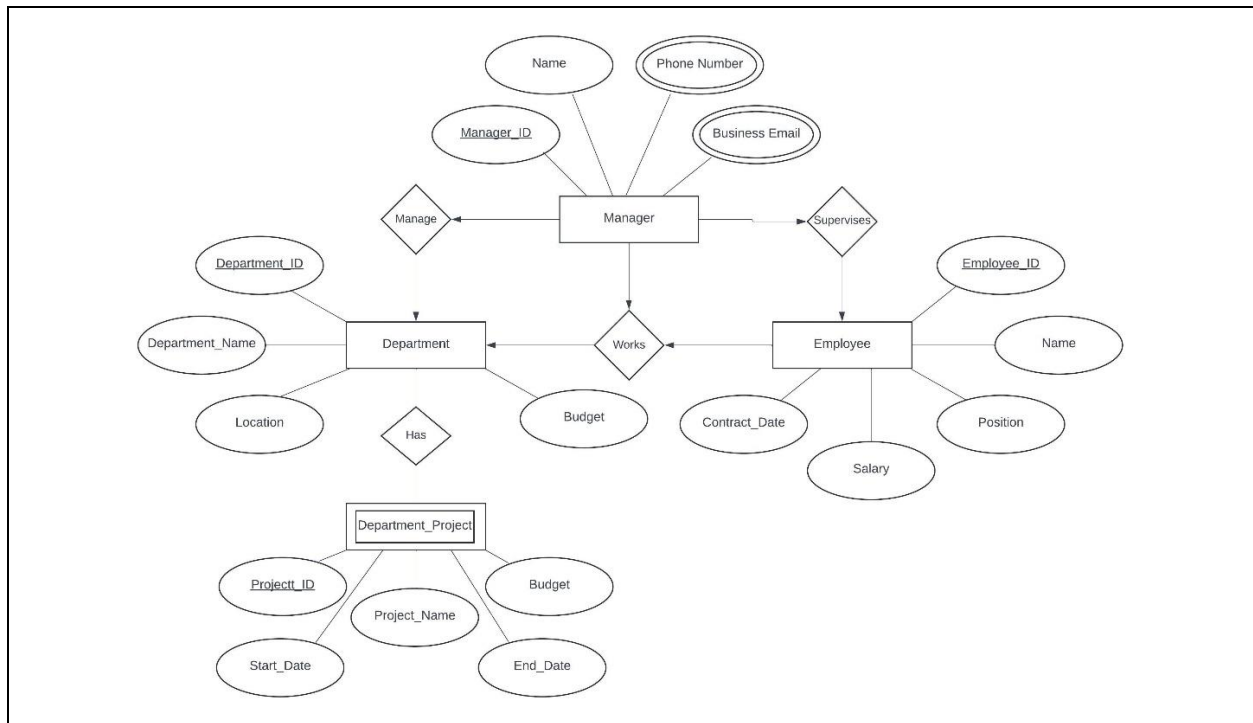 Name
Phone Number
Manager_ID
Business Email
Manage
Manager
Supervises
Department_ID
Employee_ID
Department_Name
Department
Works
Employee
Name
Location
Has
Budget
Contract_Date
Position
Salary
Department_Project
Projectt_ID
Budget
Project_Name
Start_Date
End_Date